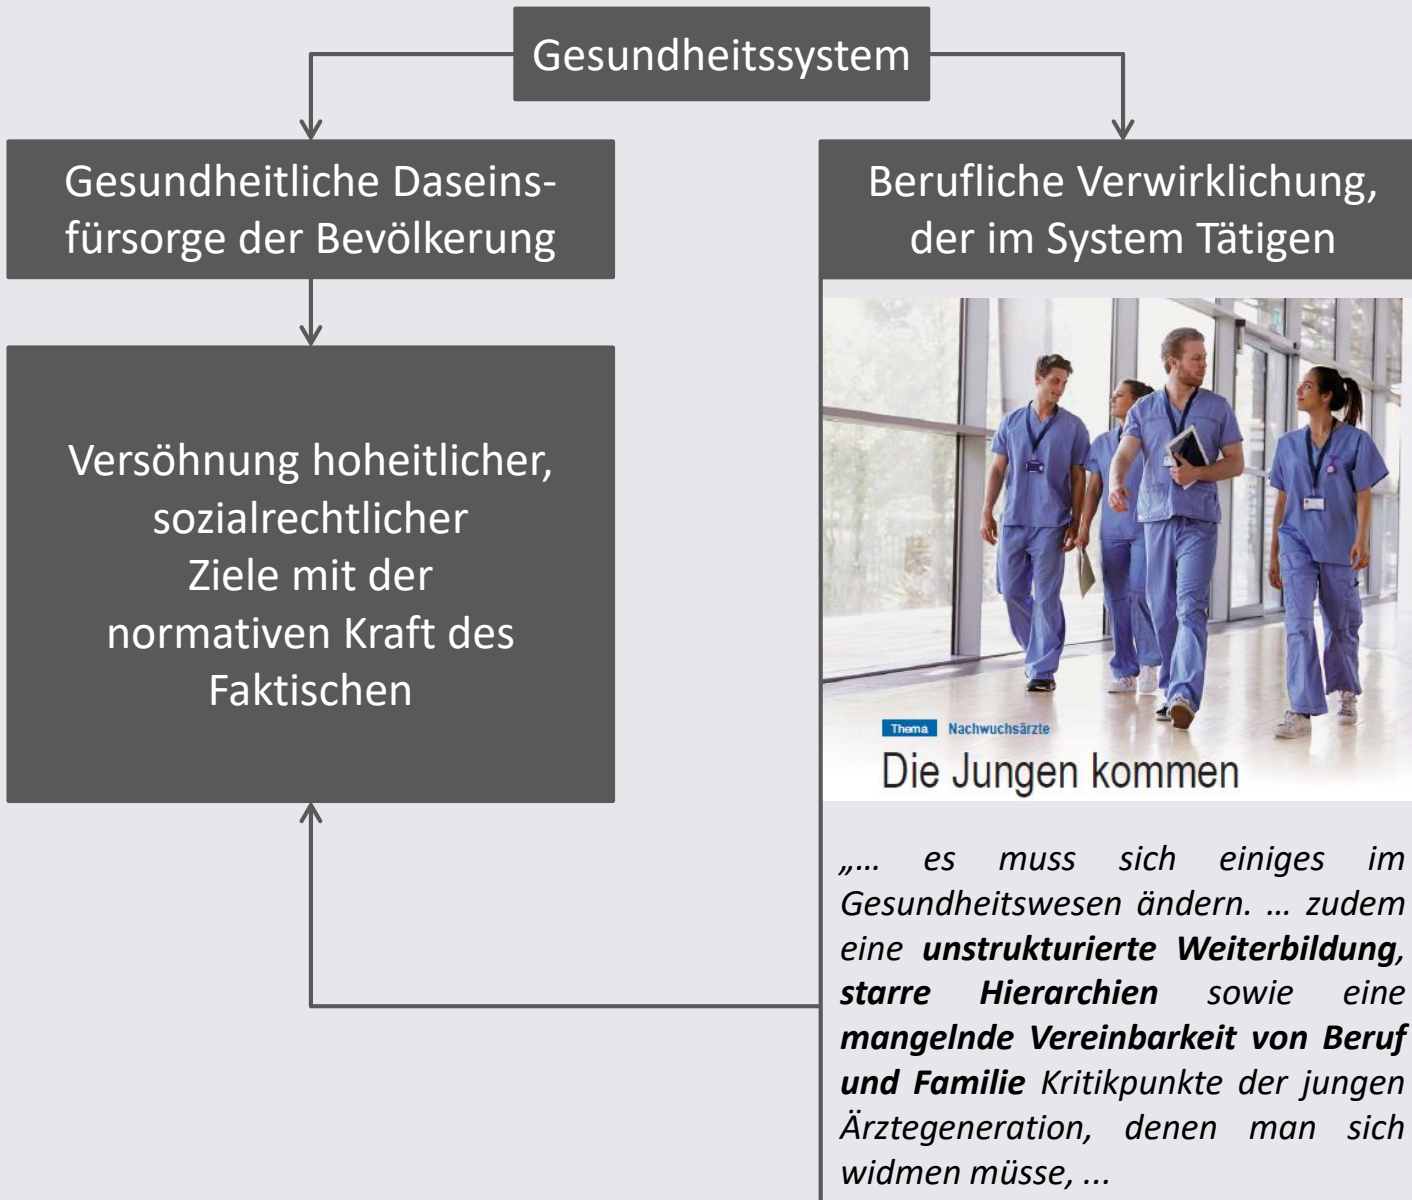 Gesundheitssystem
Gesundheitliche Daseins-
fürsorge der Bevölkerung
Versöhnung hoheitlicher,
sozialrechtlicher
Ziele mit der
normativen Kraft des
Faktischen
Berufliche Verwirklichung,
der im System Tätigen
Thema Nachwuchsärzte
Die Jungen kommen
„… es muss sich einiges im
Gesundheitswesen ändern. … zudem
eine unstrukturierte Weiterbildung,
starre Hierarchien sowie eine
mangelnde Vereinbarkeit von Beruf
und Familie Kritikpunkte der jungen
Ärztegeneration, denen man sich
widmen müsse, ...